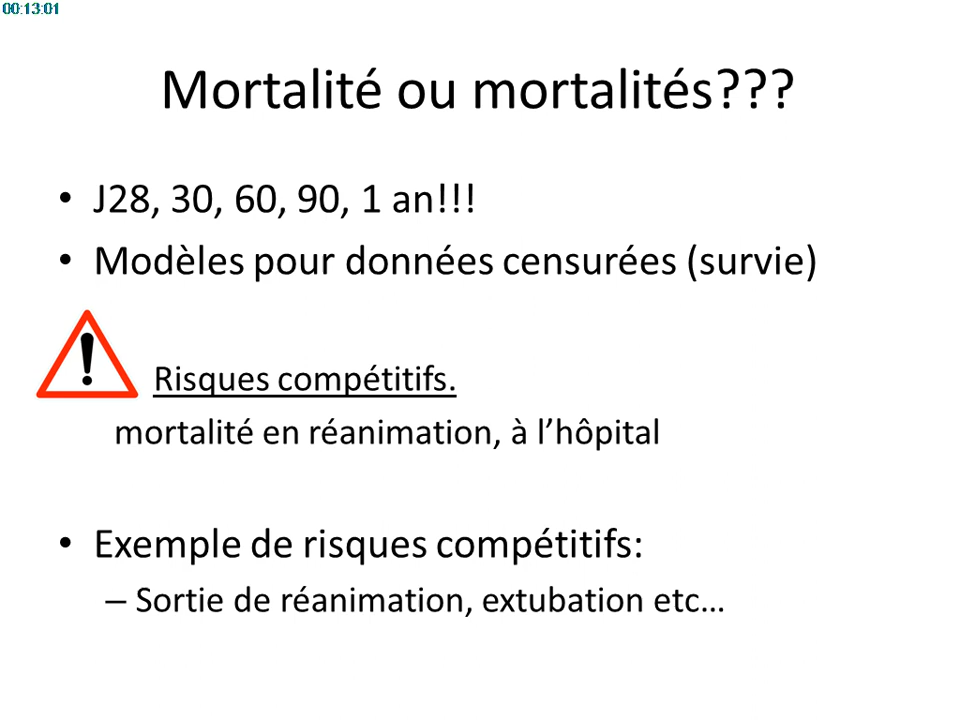 00:13:01
Mortalité ou mortalités???
• J28, 30, 60, 90, 1 an!!!
• Modèles pour données censurées (survie)
! Risques compétitifs.
mortalité en réanimation, à l’hôpital
• Exemple de risques compétitifs:
– Sortie de réanimation, extubation etc…